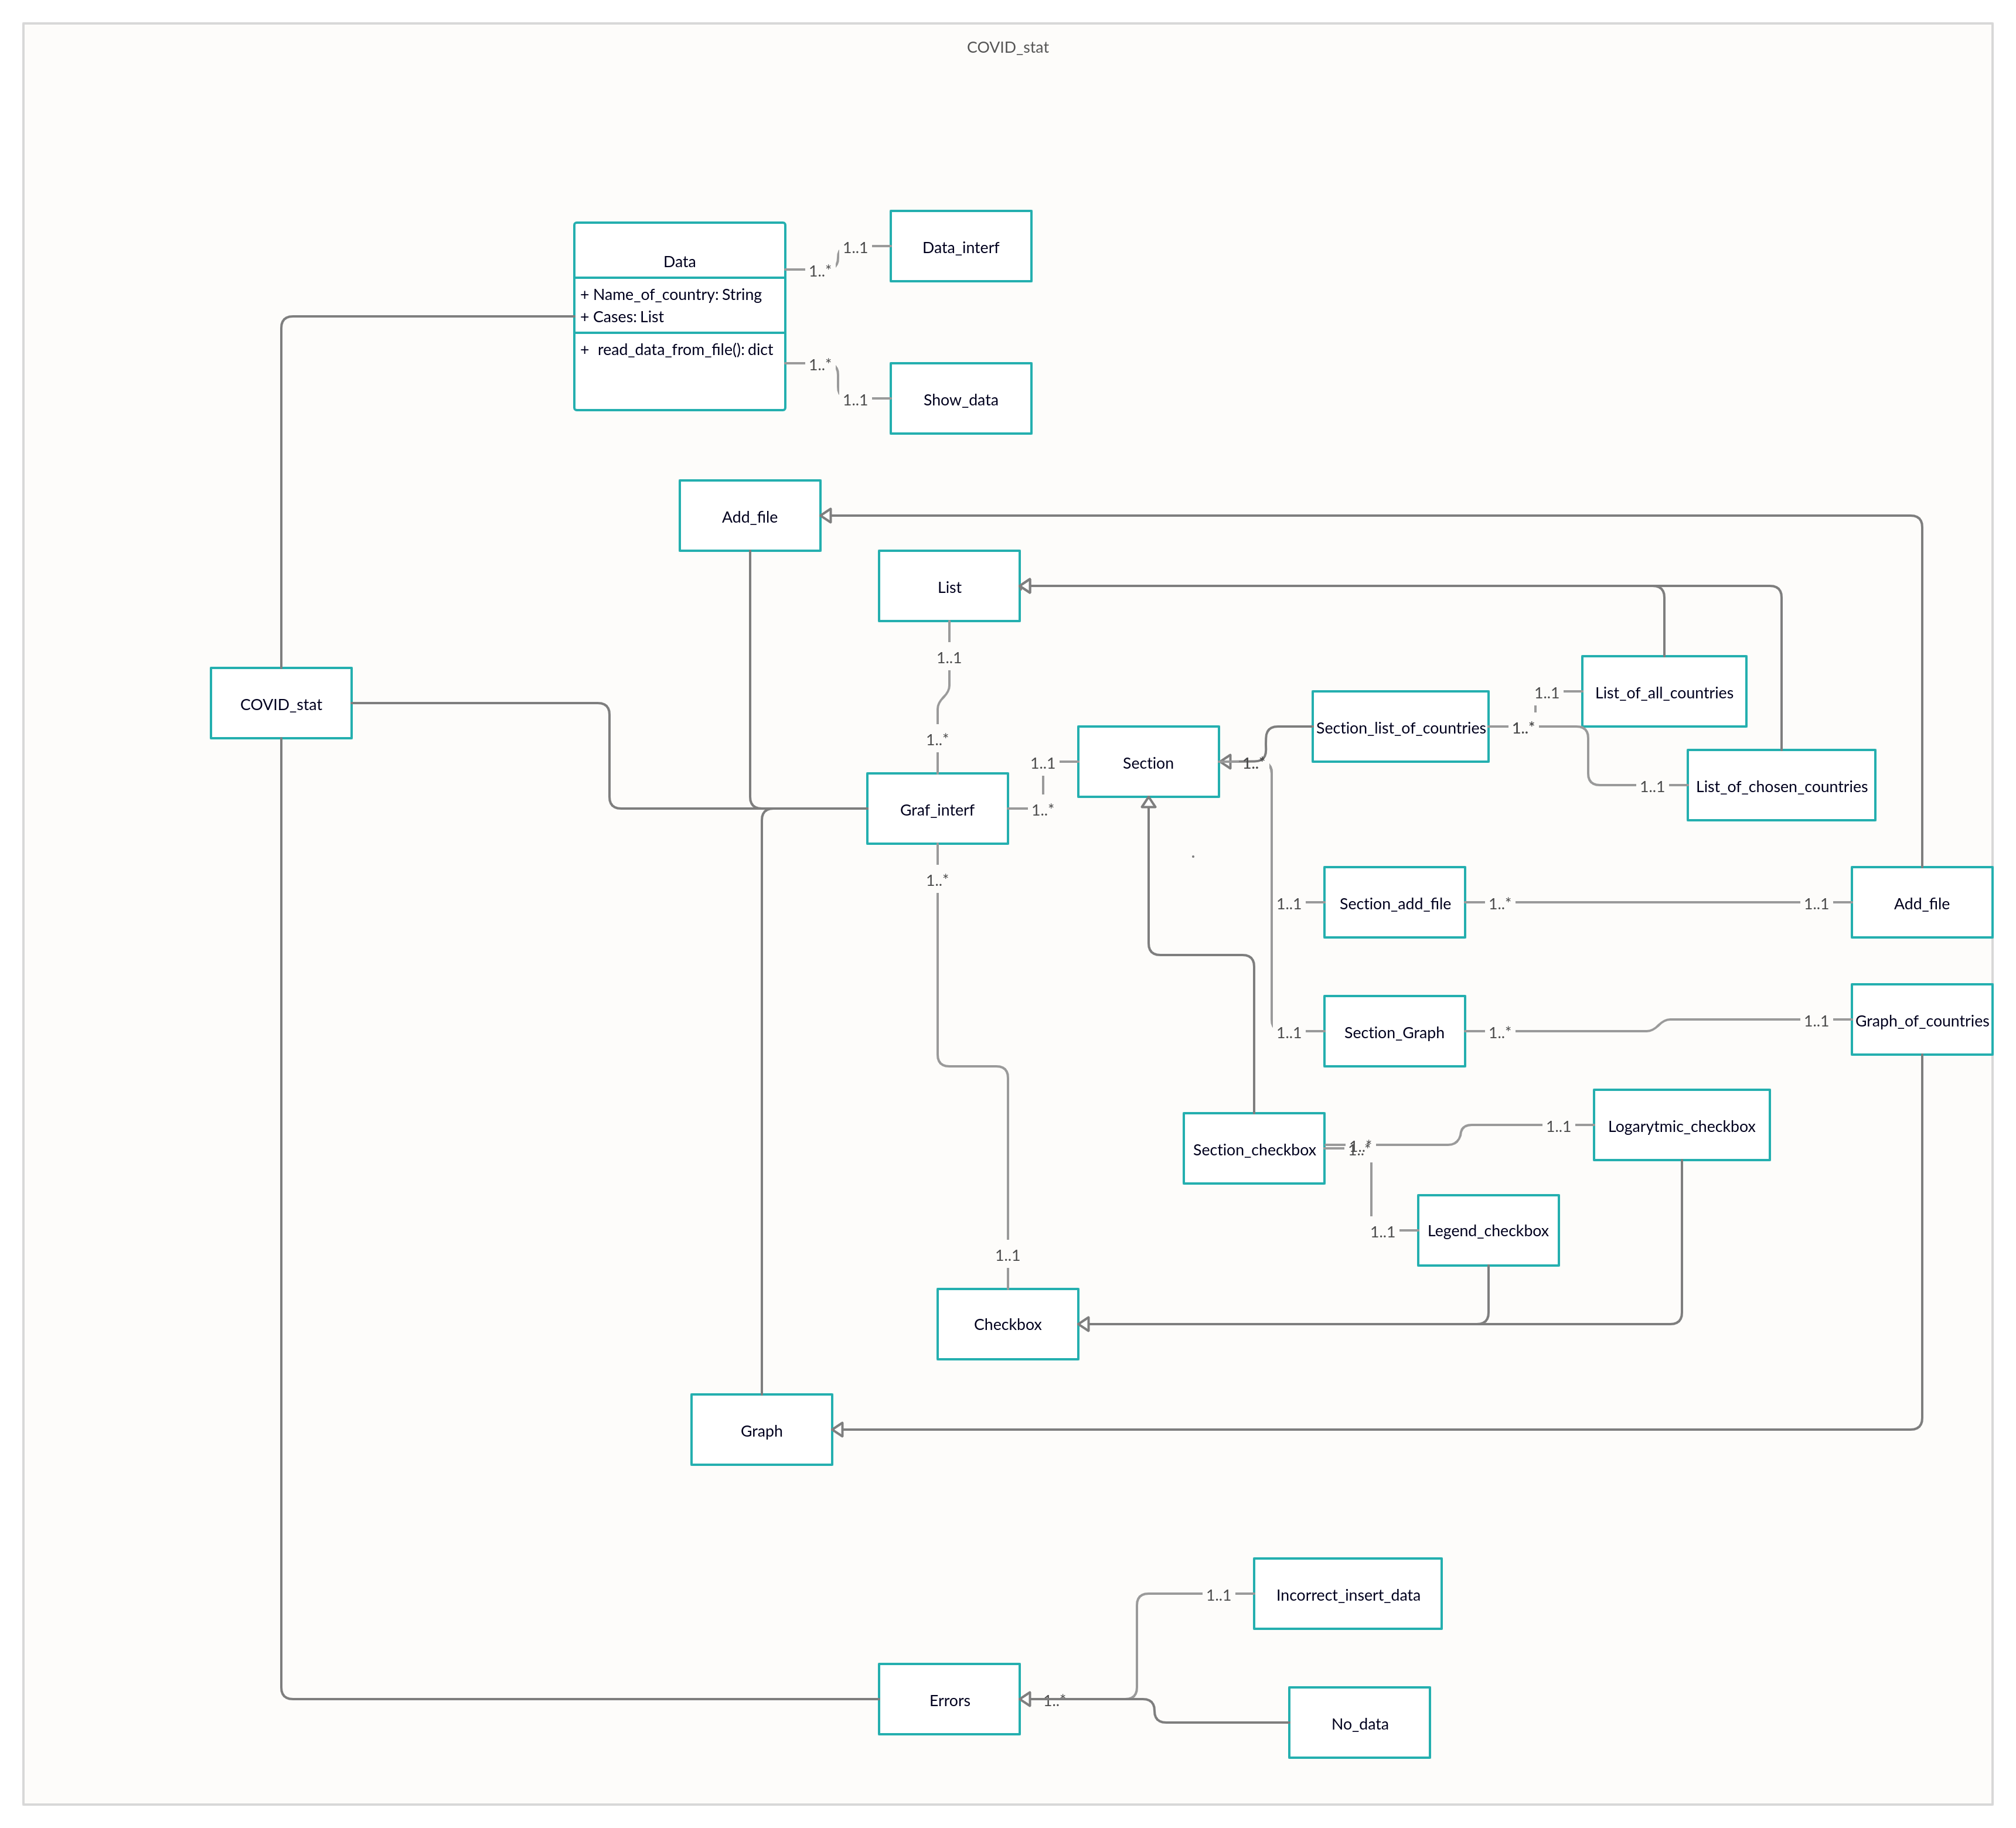 COVID_stat
Data
+ Name_of_country: String
+ Cases: List
+ read_data_from_file(): dict
1..*
1..1
Data_interf
1..*
1..1
Show_data
Add_file
List
1..1
1..*
COVID_stat
Graf_interf
1..*
1..1
Section
1..*
Section_list_of_countries
1..*
1..1
List_of_all_countries
1..1
List_of_chosen_countries
1..*
1..1
Section_add_file
1..*
1..1
Add_file
1..1
Section_Graph
1..*
1..1
Graph_of_countries
Section_checkbox
1..*
1..*
1..1
Logarytmic_checkbox
1..1
Legend_checkbox
1..1
Checkbox
Graph
1..1
Incorrect_insert_data
Errors
1..*
No_data